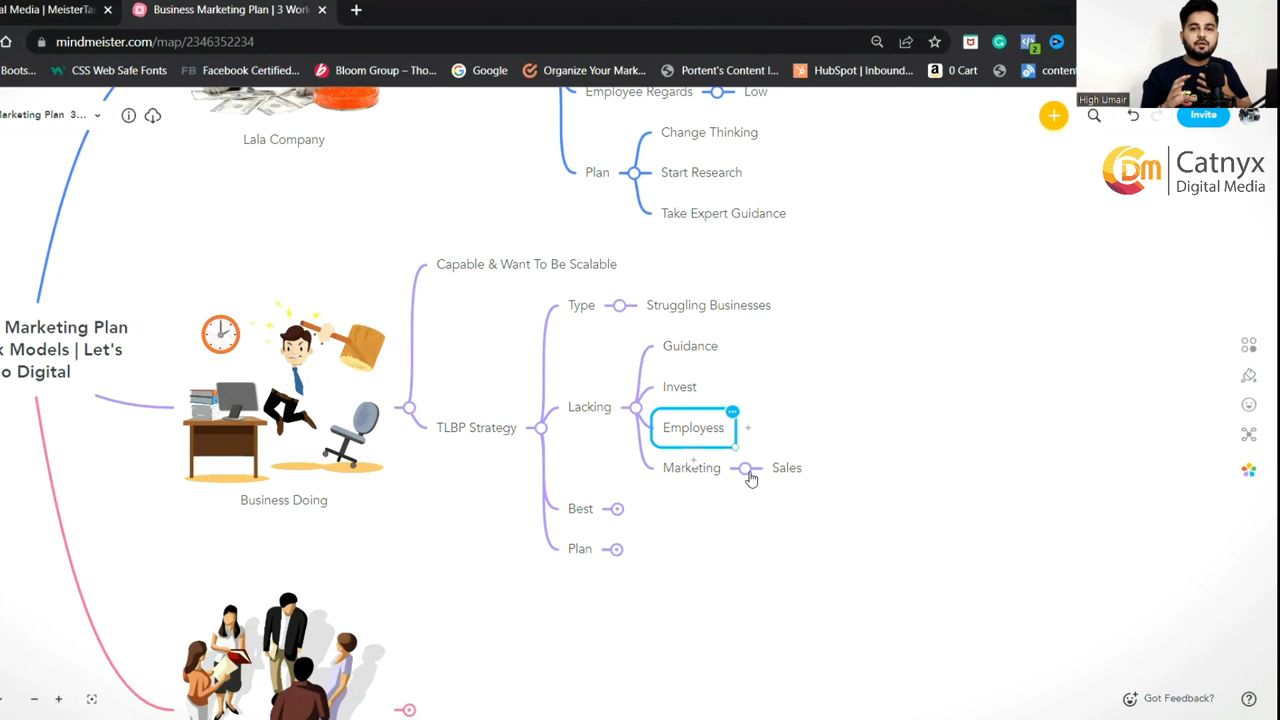 al Media | MeisterTa
Business Marketing Plan | 3 Work
mindmeister.com/map/2346352234
2
Boots...
CSS Web Safe Fonts
FB Facebook Certified...
Bloom Group – Tho...
Google
Organize Your Mark...
Portent's Content I...
HubSpot | Inbound...
0 Cart
content
High Umair
Marketing Plan 3...
Invite
Catnyx
Digital Media
Lala Company
Employee Regards
Low
Change Thinking
Plan
Start Research
Take Expert Guidance
Capable & Want To Be Scalable
Type
Struggling Businesses
Marketing Plan
k Models | Let's
o Digital
Guidance
Invest
Lacking
TLBP Strategy
Employess
Marketing
Sales
Business Doing
Best
Plan
Got Feedback?